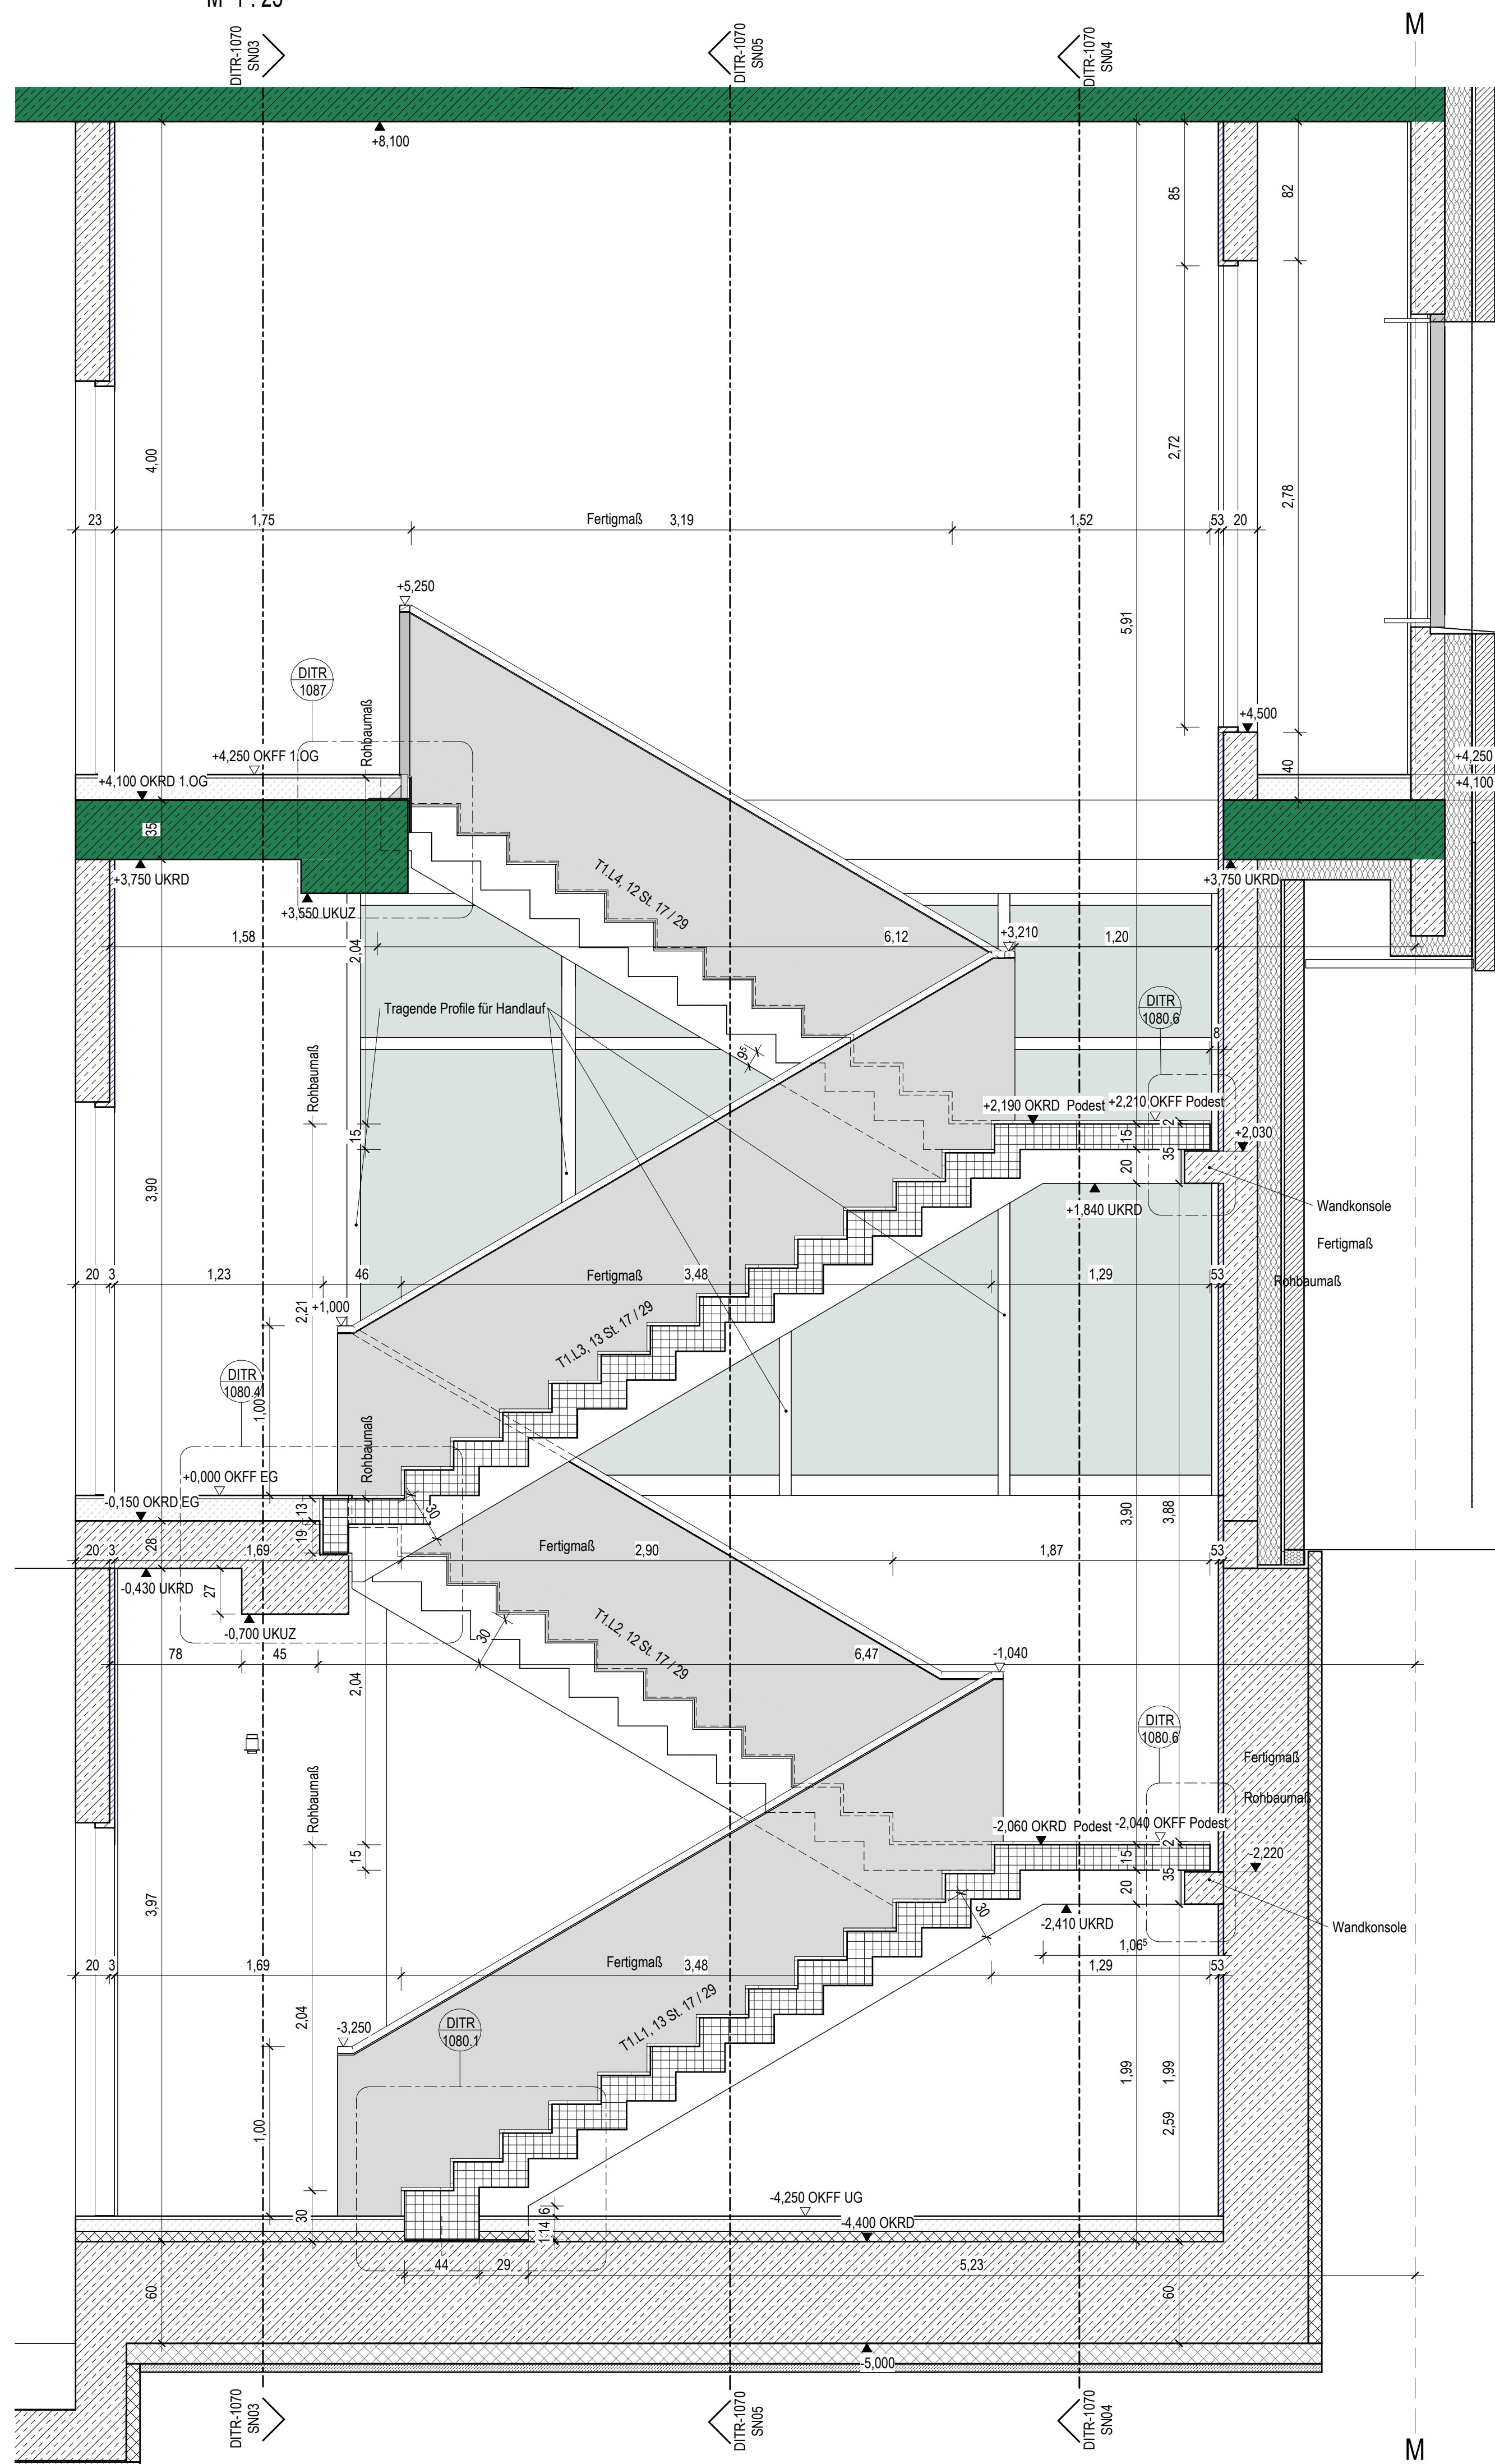 M 1 : 25
DITR-1070
SN03
DITR-1070
SN05
DITR-1070
SN04
M
+8,100
85
82
4,00
2,72
2,78
23
1,75
Fertigmaß
3,19
1,52
53
20
+5,250
5,91
DITR
1087
Rohbaumaß
+4,500
+4,250 OKFF 1.OG
+4,250
+4,100 OKRD 1.OG
40
+4,100
35
T1.L4, 12 St. 17 / 29
+3,750 UKRD
+3,750 UKRD
+3,550 UKUZ
1,58
2,04
6,12
+3,210
1,20
Tragende Profile für Handlauf
DITR
1080.6
9⁵
8
Rohbaumaß
+2,190 OKRD Podest
+2,210 OKFF Podest
15
15
2
+2,030
3,90
20
35
Wandkonsole
+1,840 UKRD
Fertigmaß
20
3
1,23
46
Fertigmaß
3,48
1,29
53
Rohbaumaß
2,21
+1,000
T1.L3, 13 St. 17 / 29
DITR
1080.4
1,00
Rohbaumaß
+0,000 OKFF EG
-0,150 OKRD EG
13
30
3,90
3,88
19
28
20
3
1,69
Fertigmaß
2,90
1,87
53
-0,430 UKRD
27
-0,700 UKUZ
30
T1.L2, 12 St. 17 / 29
78
45
2,04
6,47
-1,040
DITR
1080.6
Fertigmaß
Rohbaumaß
Rohbaumaß
-2,060 OKRD Podest
-2,040 OKFF Podest
15
15
2
-2,220
3,97
20
35
30
-2,410 UKRD
Wandkonsole
1,06⁵
20
3
1,69
Fertigmaß
3,48
1,29
53
2,04
-3,250
DITR
1080.1
T1.L1, 13 St. 17 / 29
1,99
1,99
1,00
2,59
-4,250 OKFF UG
30
6
-4,400 OKRD
1
14
44
29
5,23
60
60
-5,000
DITR-1070
SN03
DITR-1070
SN05
DITR-1070
SN04
M